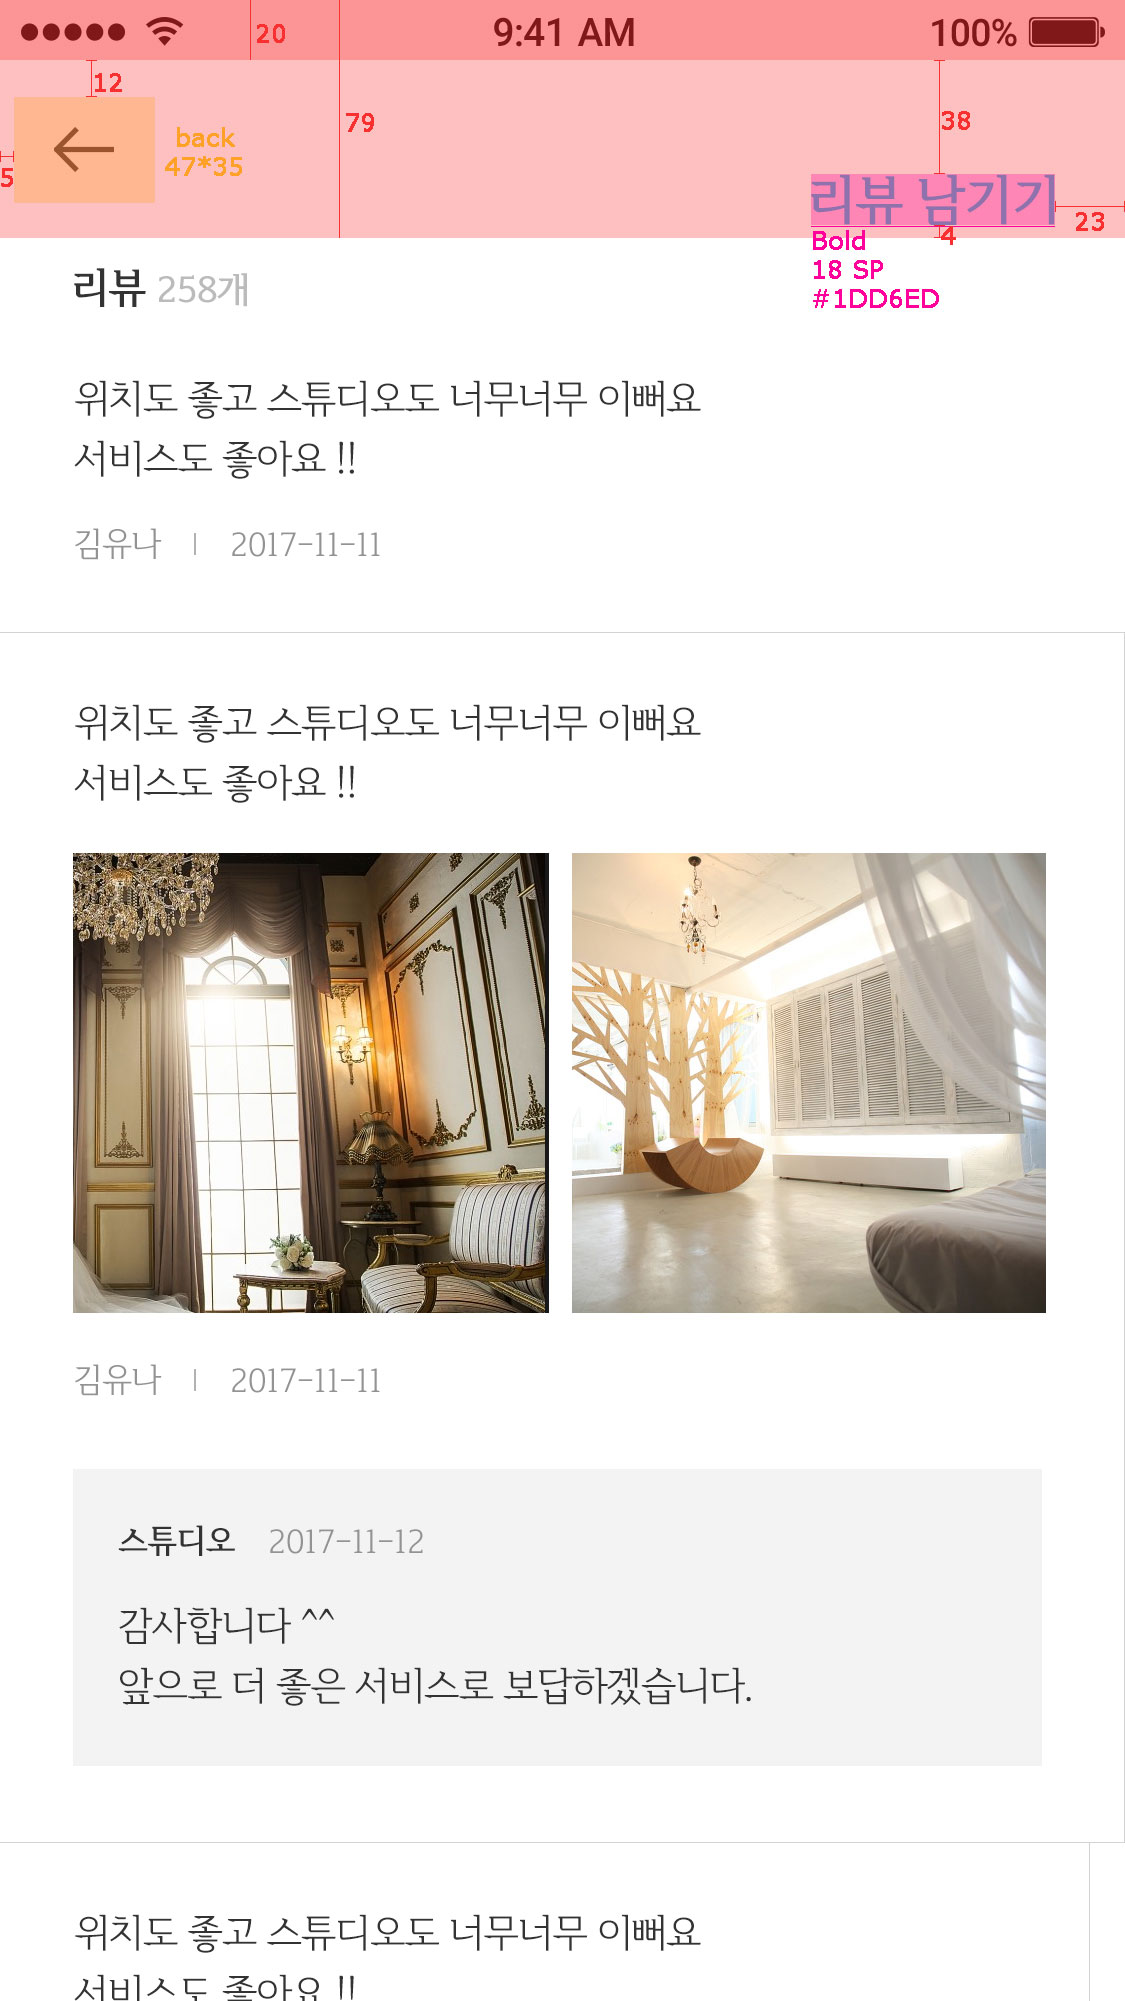 20
9:41 AM
100%
12
79
38
back
47*35
5
리뷰 남기기
23
4
Bold
18 SP
#1DD6ED
리뷰 258개
위치도 좋고 스튜디오도 너무너무 이뻐요
서비스도 좋아요 !!
김유나 | 2017-11-11
위치도 좋고 스튜디오도 너무너무 이뻐요
서비스도 좋아요 !!
김유나 | 2017-11-11
스튜디오 2017-11-12
감사합니다 ^^
앞으로 더 좋은 서비스로 보답하겠습니다.
위치도 좋고 스튜디오도 너무너무 이뻐요
서비스도 좋아요 !!